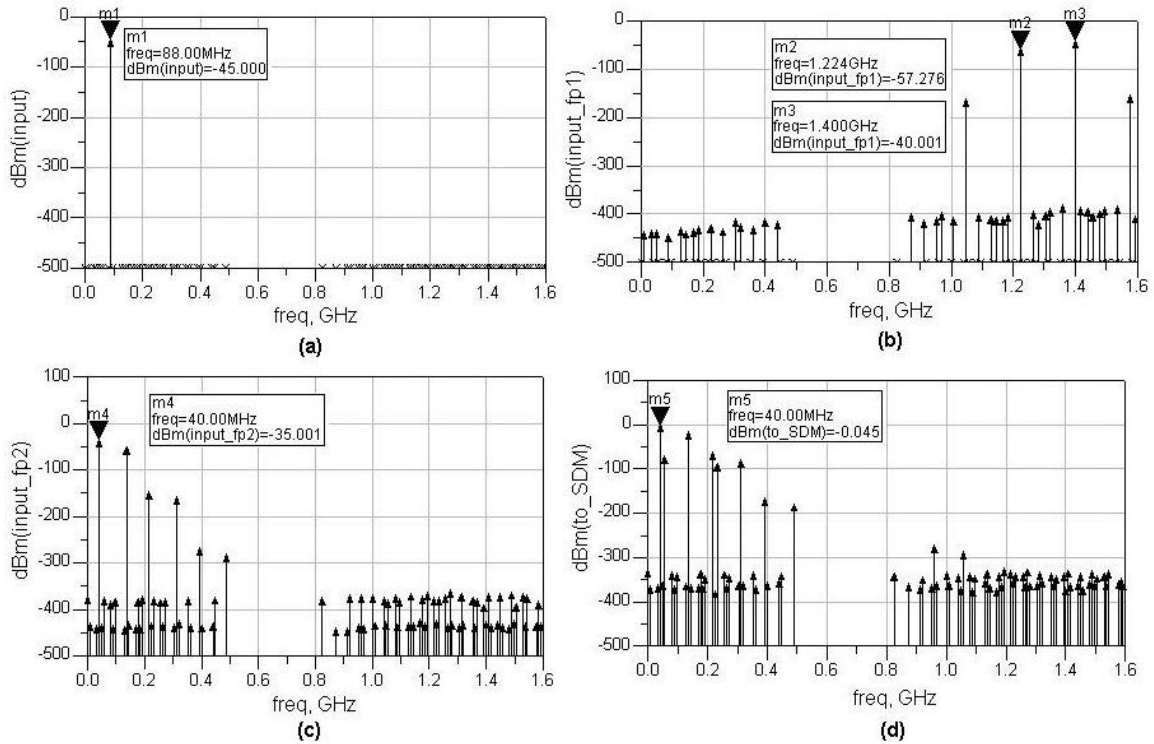 0
-100
-200
-300
-400
-500
dBm(input)
m1
m1
freq=88.00MHz
dBm(input)=-45.000
0.0 0.2 0.4 0.6 0.8 1.0 1.2 1.4 1.6
freq, GHz
(a)
0
-100
-200
-300
-400
-500
dBm(input_fp1)
m2
m3
m2
freq=1.224GHz
dBm(input_fp1)=-57.276
m3
freq=1.400GHz
dBm(input_fp1)=-40.001
0.0 0.2 0.4 0.6 0.8 1.0 1.2 1.4 1.6
freq, GHz
(b)
100
0
-100
-200
-300
-400
-500
dBm(input_fp2)
m4
m4
freq=40.00MHz
dBm(input_fp2)=-35.001
0.0 0.2 0.4 0.6 0.8 1.0 1.2 1.4 1.6
freq, GHz
(c)
100
0
-100
-200
-300
-400
-500
dBm(to_SDM)
m5
m5
freq=40.00MHz
dBm(to_SDM)=-0.045
0.0 0.2 0.4 0.6 0.8 1.0 1.2 1.4 1.6
freq, GHz
(d)